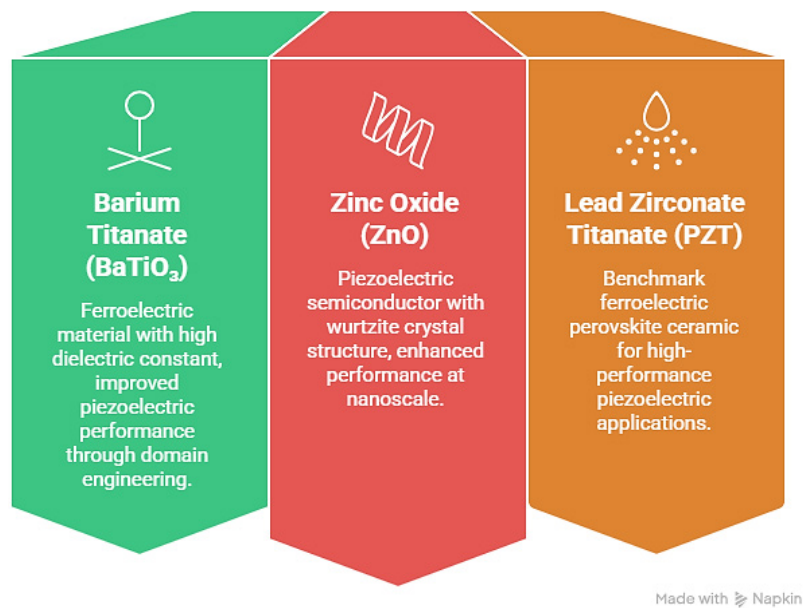 Barium
Titanate
(BaTiO₃)
Ferroelectric
material with high
dielectric constant,
improved
piezoelectric
performance
through domain
engineering.
Zinc Oxide
(ZnO)
Piezoelectric
semiconductor with
wurtzite crystal
structure, enhanced
performance at
nanoscale.
Lead Zirconate
Titanate (PZT)
Benchmark
ferroelectric
perovskite ceramic
for high-
performance
piezoelectric
applications.
Made with Napkin